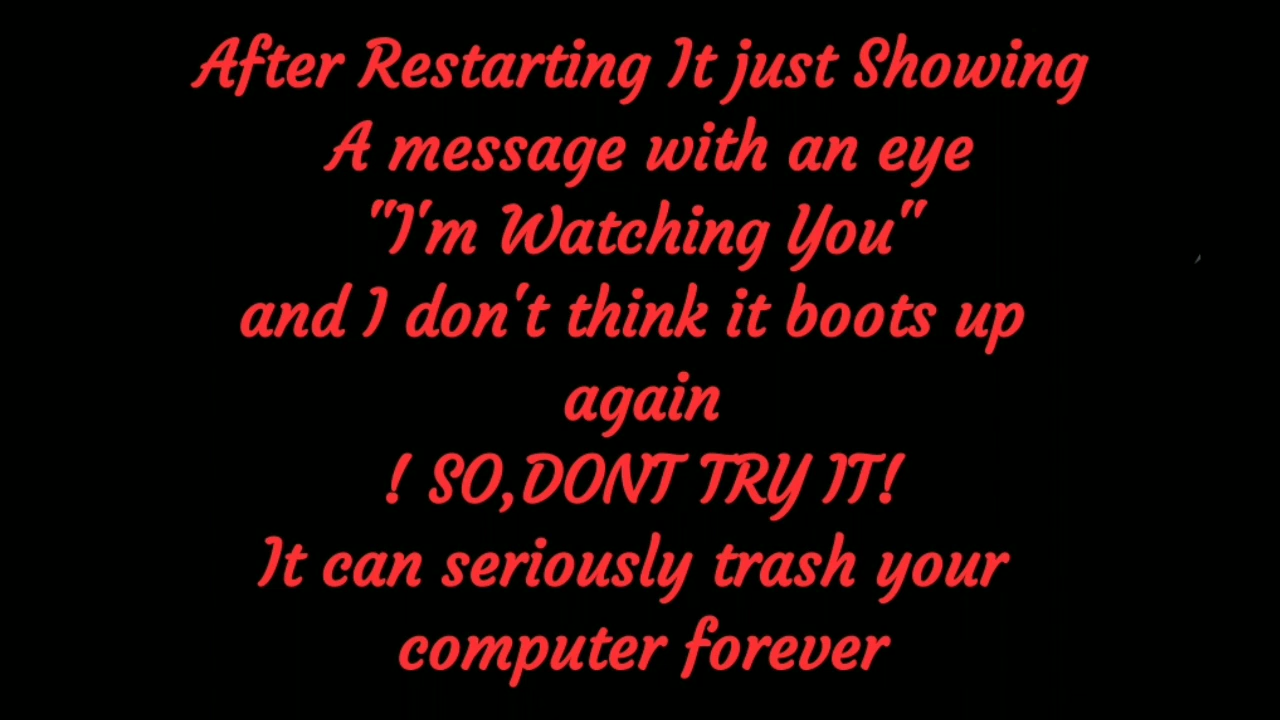 After Restarting It just Showing
A message with an eye
"I'm Watching You"
and I don't think it boots up
again
! SO,DONT TRY IT!
It can seriously trash your
computer forever